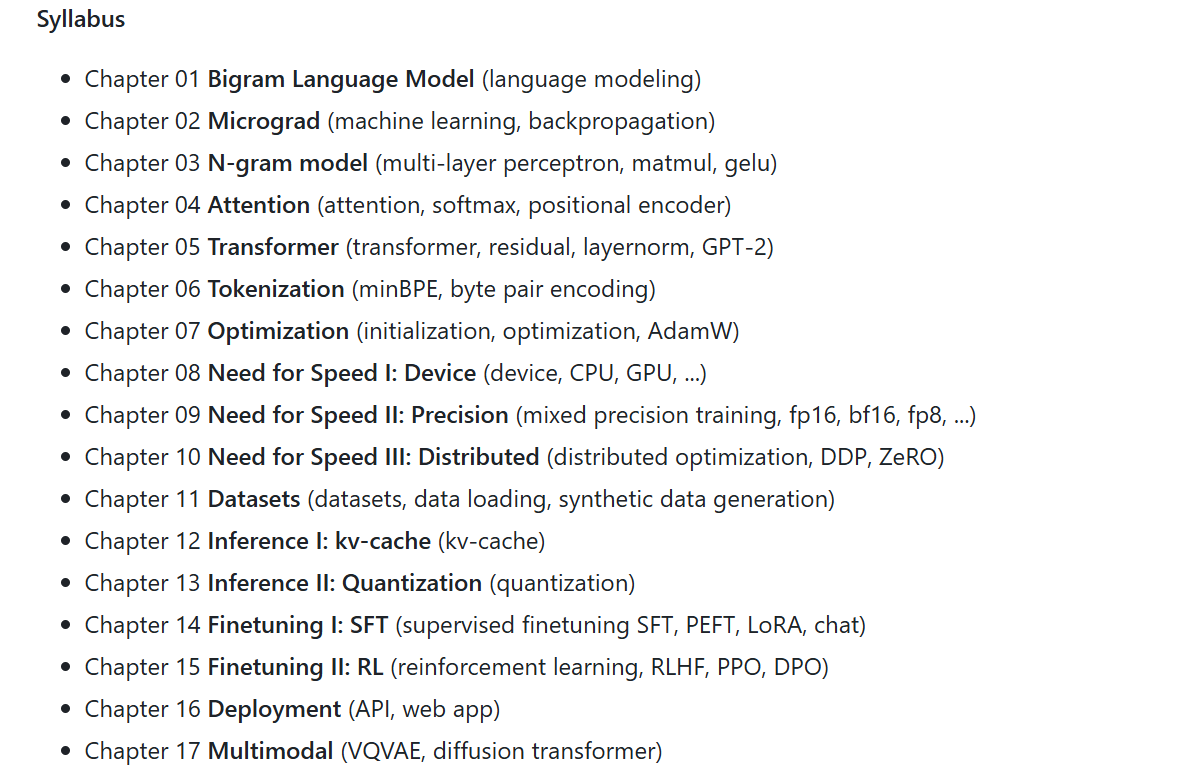 Syllabus
• Chapter 01 Bigram Language Model (language modeling)
• Chapter 02 Micrograd (machine learning, backpropagation)
• Chapter 03 N-gram model (multi-layer perceptron, matmul, gelu)
• Chapter 04 Attention (attention, softmax, positional encoder)
• Chapter 05 Transformer (transformer, residual, layernorm, GPT-2)
• Chapter 06 Tokenization (minBPE, byte pair encoding)
• Chapter 07 Optimization (initialization, optimization, AdamW)
• Chapter 08 Need for Speed I: Device (device, CPU, GPU, ...)
• Chapter 09 Need for Speed II: Precision (mixed precision training, fp16, bf16, fp8, ...)
• Chapter 10 Need for Speed III: Distributed (distributed optimization, DDP, ZeRO)
• Chapter 11 Datasets (datasets, data loading, synthetic data generation)
• Chapter 12 Inference I: kv-cache (kv-cache)
• Chapter 13 Inference II: Quantization (quantization)
• Chapter 14 Finetuning I: SFT (supervised finetuning SFT, PEFT, LoRA, chat)
• Chapter 15 Finetuning II: RL (reinforcement learning, RLHF, PPO, DPO)
• Chapter 16 Deployment (API, web app)
• Chapter 17 Multimodal (VQVAE, diffusion transformer)